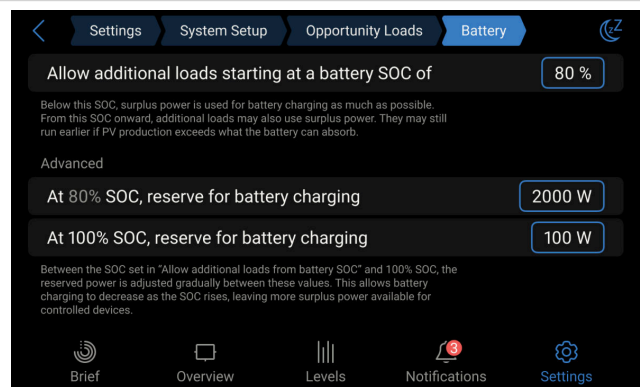 Settings
System Setup
Opportunity Loads
Battery
zZ
Allow additional loads starting at a battery SOC of
80 %
Below this SOC, surplus power is used for battery charging as much as possible.
From this SOC onward, additional loads may also use surplus power. They may still
run earlier if PV production exceeds what the battery can absorb.
Advanced
At 80% SOC, reserve for battery charging
2000 W
At 100% SOC, reserve for battery charging
100 W
Between the SOC set in "Allow additional loads from battery SOC" and 100% SOC, the
reserved power is adjusted gradually between these values. This allows battery
charging to decrease as the SOC rises, leaving more surplus power available for
controlled devices.
3
Brief
Overview
Levels
Notifications
Settings